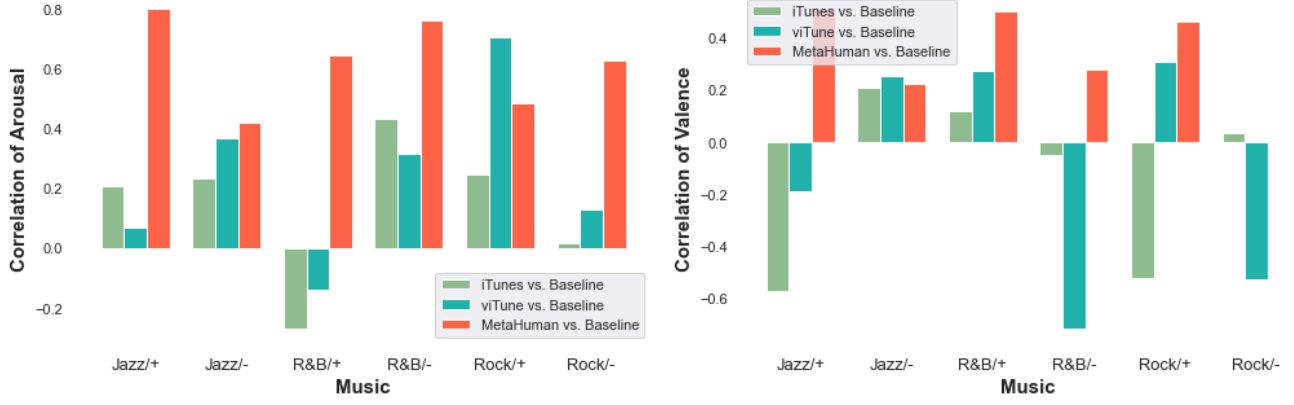 Correlation of Arousal
0.8
0.6
0.4
0.2
0.0
−0.2
iTunes vs. Baseline
viTune vs. Baseline
MetaHuman vs. Baseline
Jazz/+ Jazz/- R&B/+ R&B/- Rock/+ Rock/-
Music
Correlation of Valence
0.4
0.2
0.0
−0.2
−0.4
−0.6
iTunes vs. Baseline
viTune vs. Baseline
MetaHuman vs. Baseline
Jazz/+ Jazz/- R&B/+ R&B/- Rock/+ Rock/-
Music